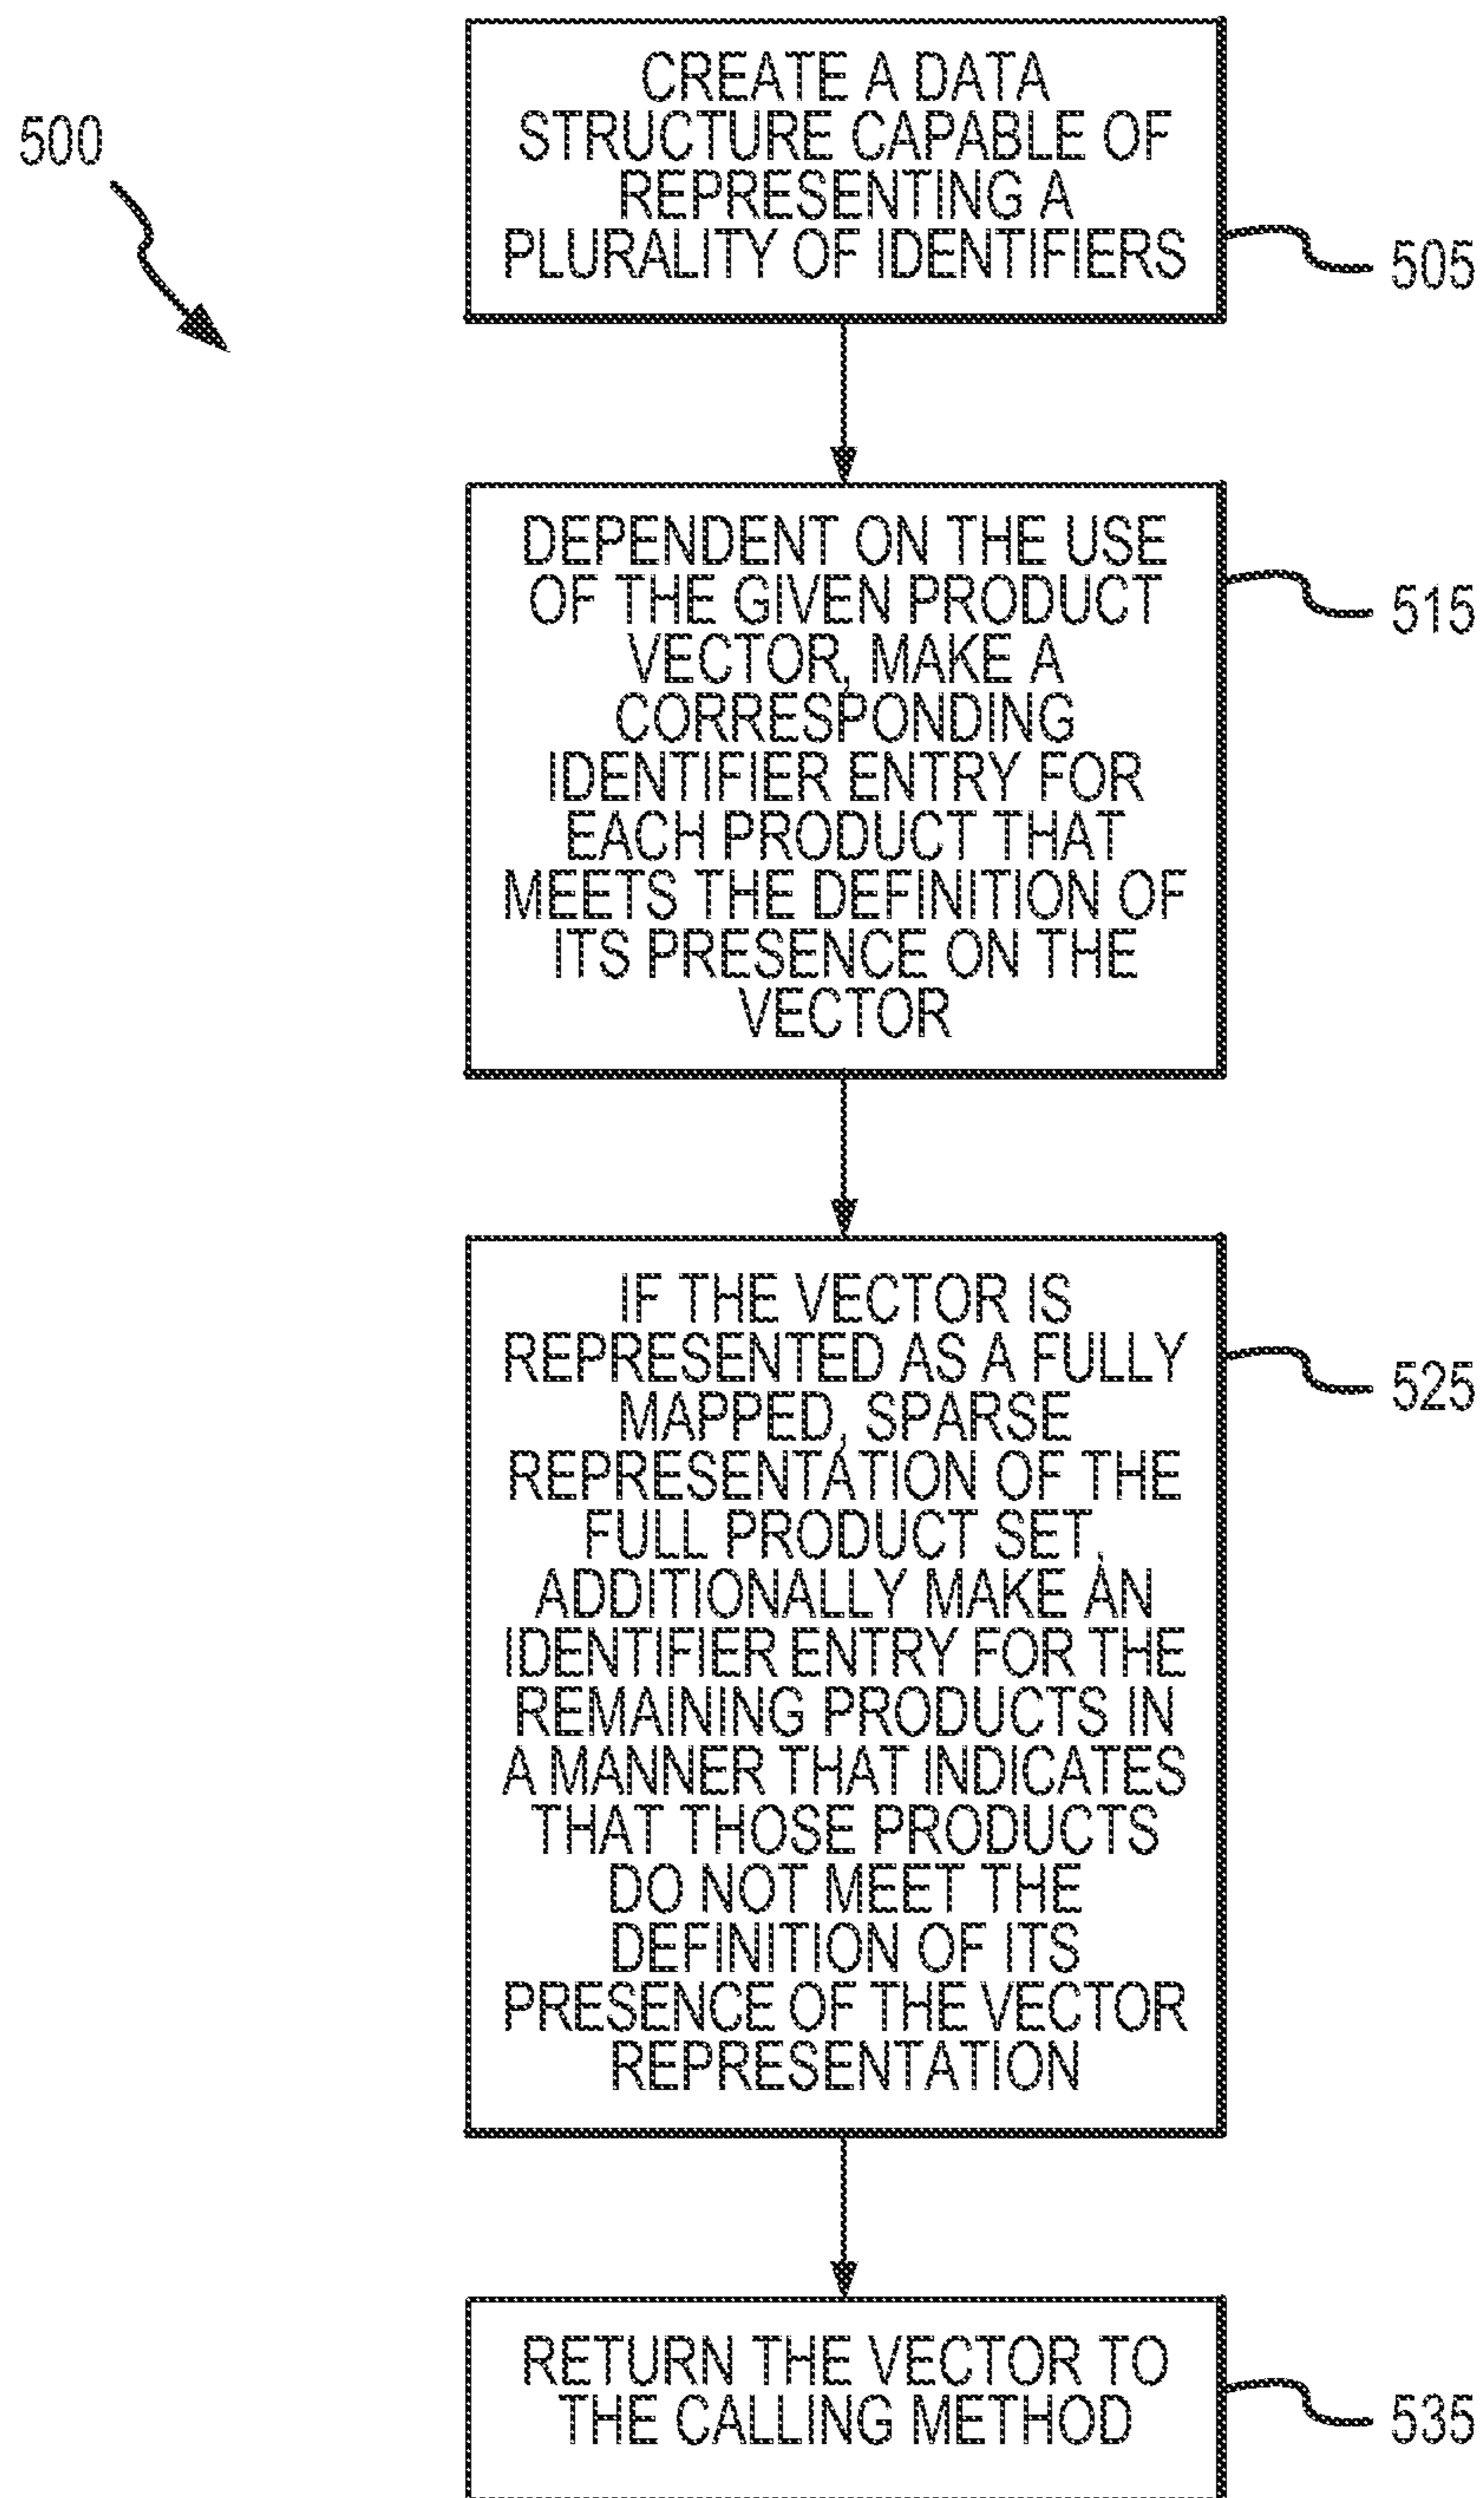 500
CREATE A DATA
STRUCTURE CAPABLE OF
REPRESENTING A
PLURALITY OF IDENTIFIERS
505
DEPENDENT ON THE USE
OF THE GIVEN PRODUCT
VECTOR, MAKE A
CORRESPONDING
IDENTIFIER ENTRY FOR
EACH PRODUCT THAT
MEETS THE DEFINITION OF
ITS PRESENCE ON THE
VECTOR
515
IF THE VECTOR IS
REPRESENTED AS A FULLY
MAPPED, SPARSE
REPRESENTATION OF THE
FULL PRODUCT SET,
ADDITIONALLY MAKE AN
IDENTIFIER ENTRY FOR THE
REMAINING PRODUCTS IN
A MANNER THAT INDICATES
THAT THOSE PRODUCTS
DO NOT MEET THE
DEFINITION OF ITS
PRESENCE OF THE VECTOR
REPRESENTATION
525
RETURN THE VECTOR TO
THE CALLING METHOD
535